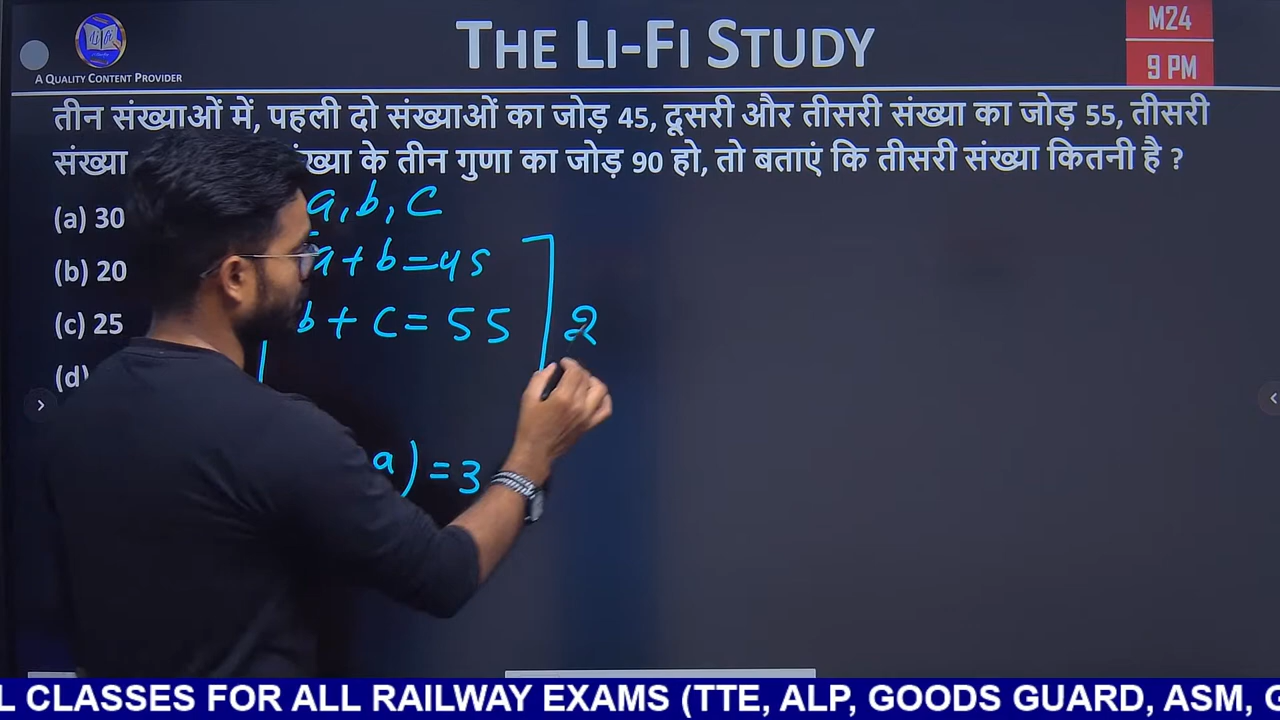 THE LI-FI STUDY
A QUALITY CONTENT PROVIDER
M24
9 PM
तीन संख्याओं में, पहली दो संख्याओं का जोड़ 45, दूसरी और तीसरी संख्या का जोड़ 55, तीसरी
संख्या के तीन गुणा का जोड़ 90 हो, तो बताएं कि तीसरी संख्या कितनी है ?
(a) 30
(b) 20
(c) 25
(d)
a, b, c
a + b = 45
b + c = 55
2
a) = 3
L CLASSES FOR ALL RAILWAY EXAMS (TTE, ALP, GOODS GUARD, ASM,